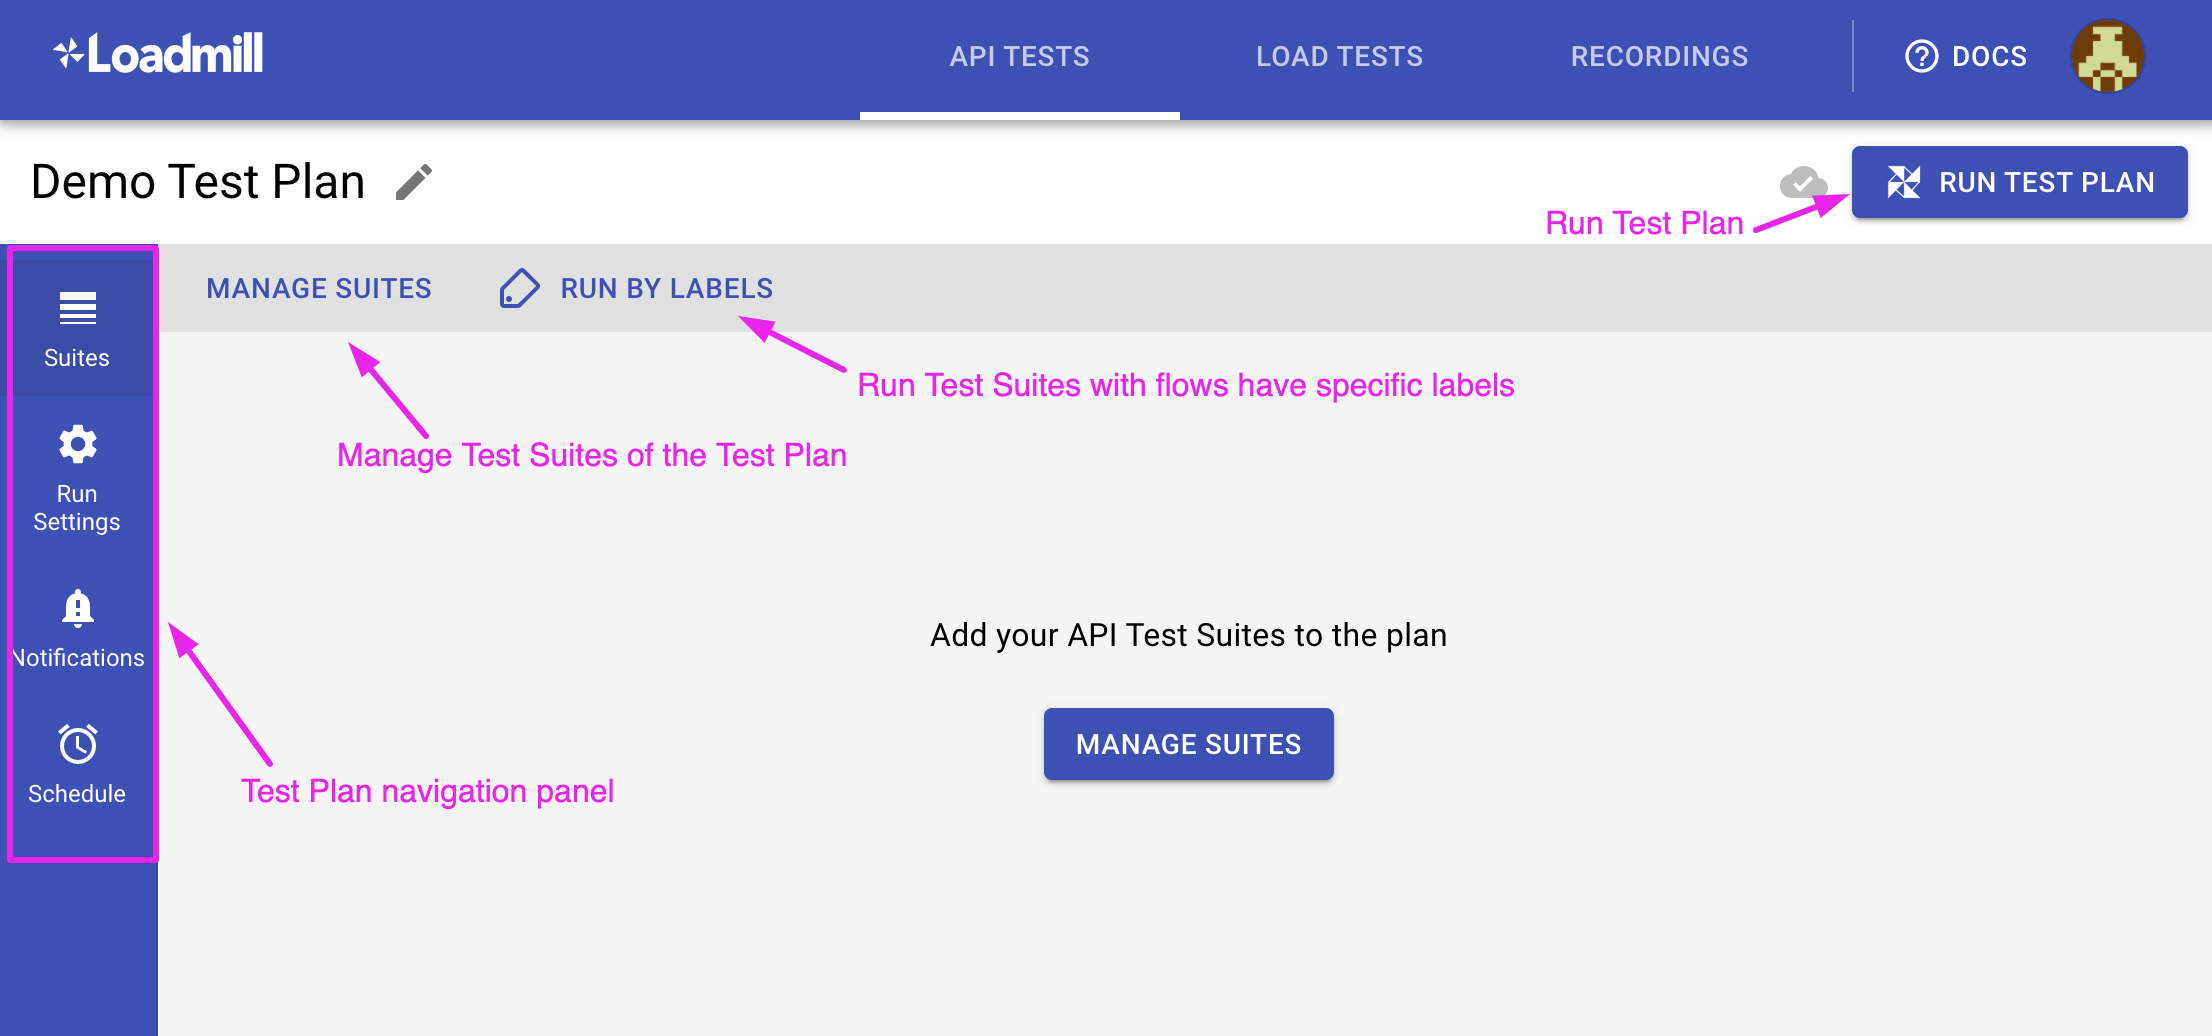 Loadmill
API TESTS
LOAD TESTS
RECORDINGS
DOCS
Demo Test Plan
RUN TEST PLAN
Run Test Plan
MANAGE SUITES
RUN BY LABELS
Suites
Run Test Suites with flows have specific labels
Manage Test Suites of the Test Plan
Run
Settings
Add your API Test Suites to the plan
Notifications
MANAGE SUITES
Test Plan navigation panel
Schedule